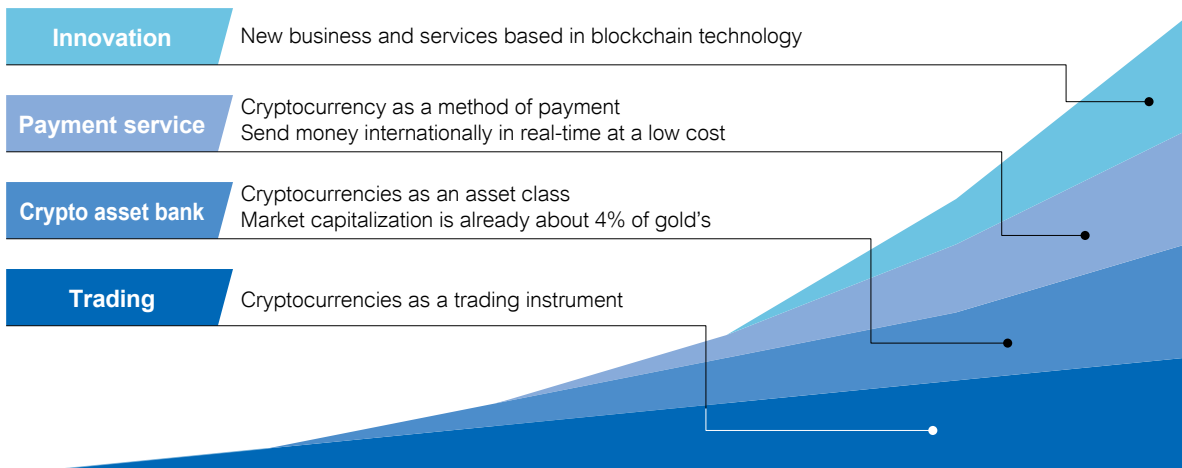 Innovation
New business and services based in blockchain technology
Payment service
Cryptocurrency as a method of payment
Send money internationally in real-time at a low cost
Crypto asset bank
Cryptocurrencies as an asset class
Market capitalization is already about 4% of gold's
Trading
Cryptocurrencies as a trading instrument